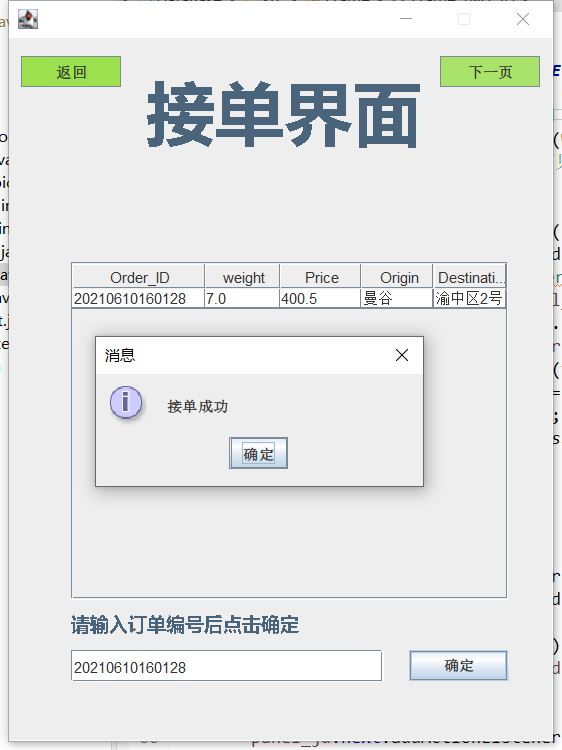 返回
下一页
接单界面
Order_ID weight Price Origin Destinati...
20210610160128 7.0 400.5 曼谷 渝中区2号
消息
接单成功
确定
请输入订单编号后点击确定
20210610160128 确定